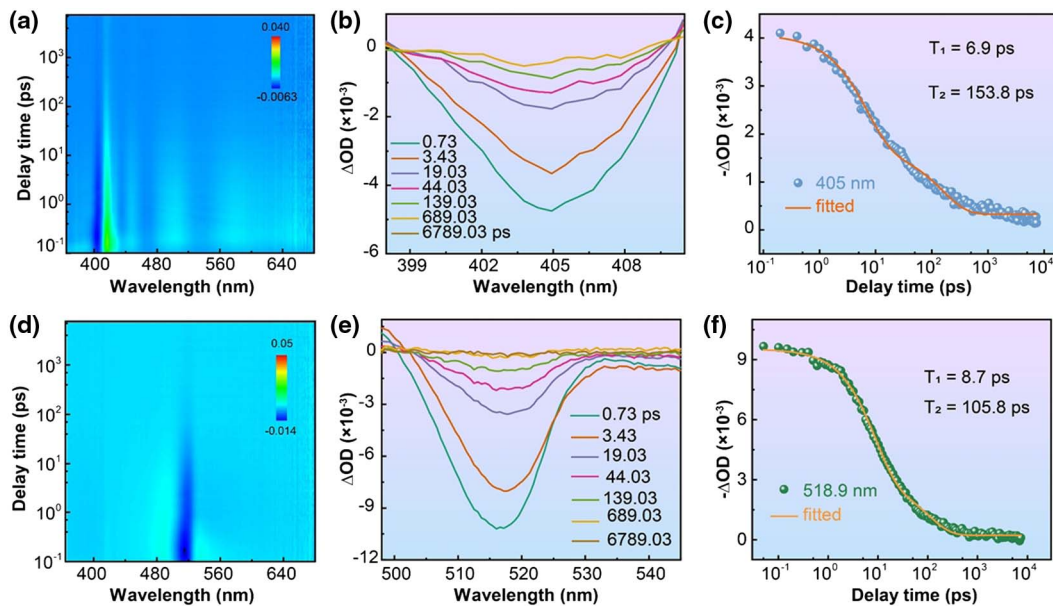 (a)
0.040
-0.0063
10³
10²
10¹
10⁰
10⁻¹
Delay time (ps)
400 480 560 640
Wavelength (nm)
(b)
0
-2
-4
-6
ΔOD (×10⁻³)
0.73
3.43
19.03
44.03
139.03
689.03
6789.03 ps
399 402 405 408
Wavelength (nm)
(c)
4
2
0
-ΔOD (×10⁻³)
T₁ = 6.9 ps
T₂ = 153.8 ps
405 nm
fitted
10⁻¹ 10⁰ 10¹ 10² 10³ 10⁴
Delay time (ps)
(d)
0.05
-0.014
10³
10²
10¹
10⁰
10⁻¹
Delay time (ps)
400 480 560 640
Wavelength (nm)
(e)
0
-3
-6
-9
-12
ΔOD (×10⁻³)
0.73 ps
3.43
19.03
44.03
139.03
689.03
6789.03
500 510 520 530 540
Wavelength (nm)
(f)
9
6
3
0
-ΔOD (×10⁻³)
T₁ = 8.7 ps
T₂ = 105.8 ps
518.9 nm
fitted
10⁻¹ 10⁰ 10¹ 10² 10³ 10⁴
Delay time (ps)